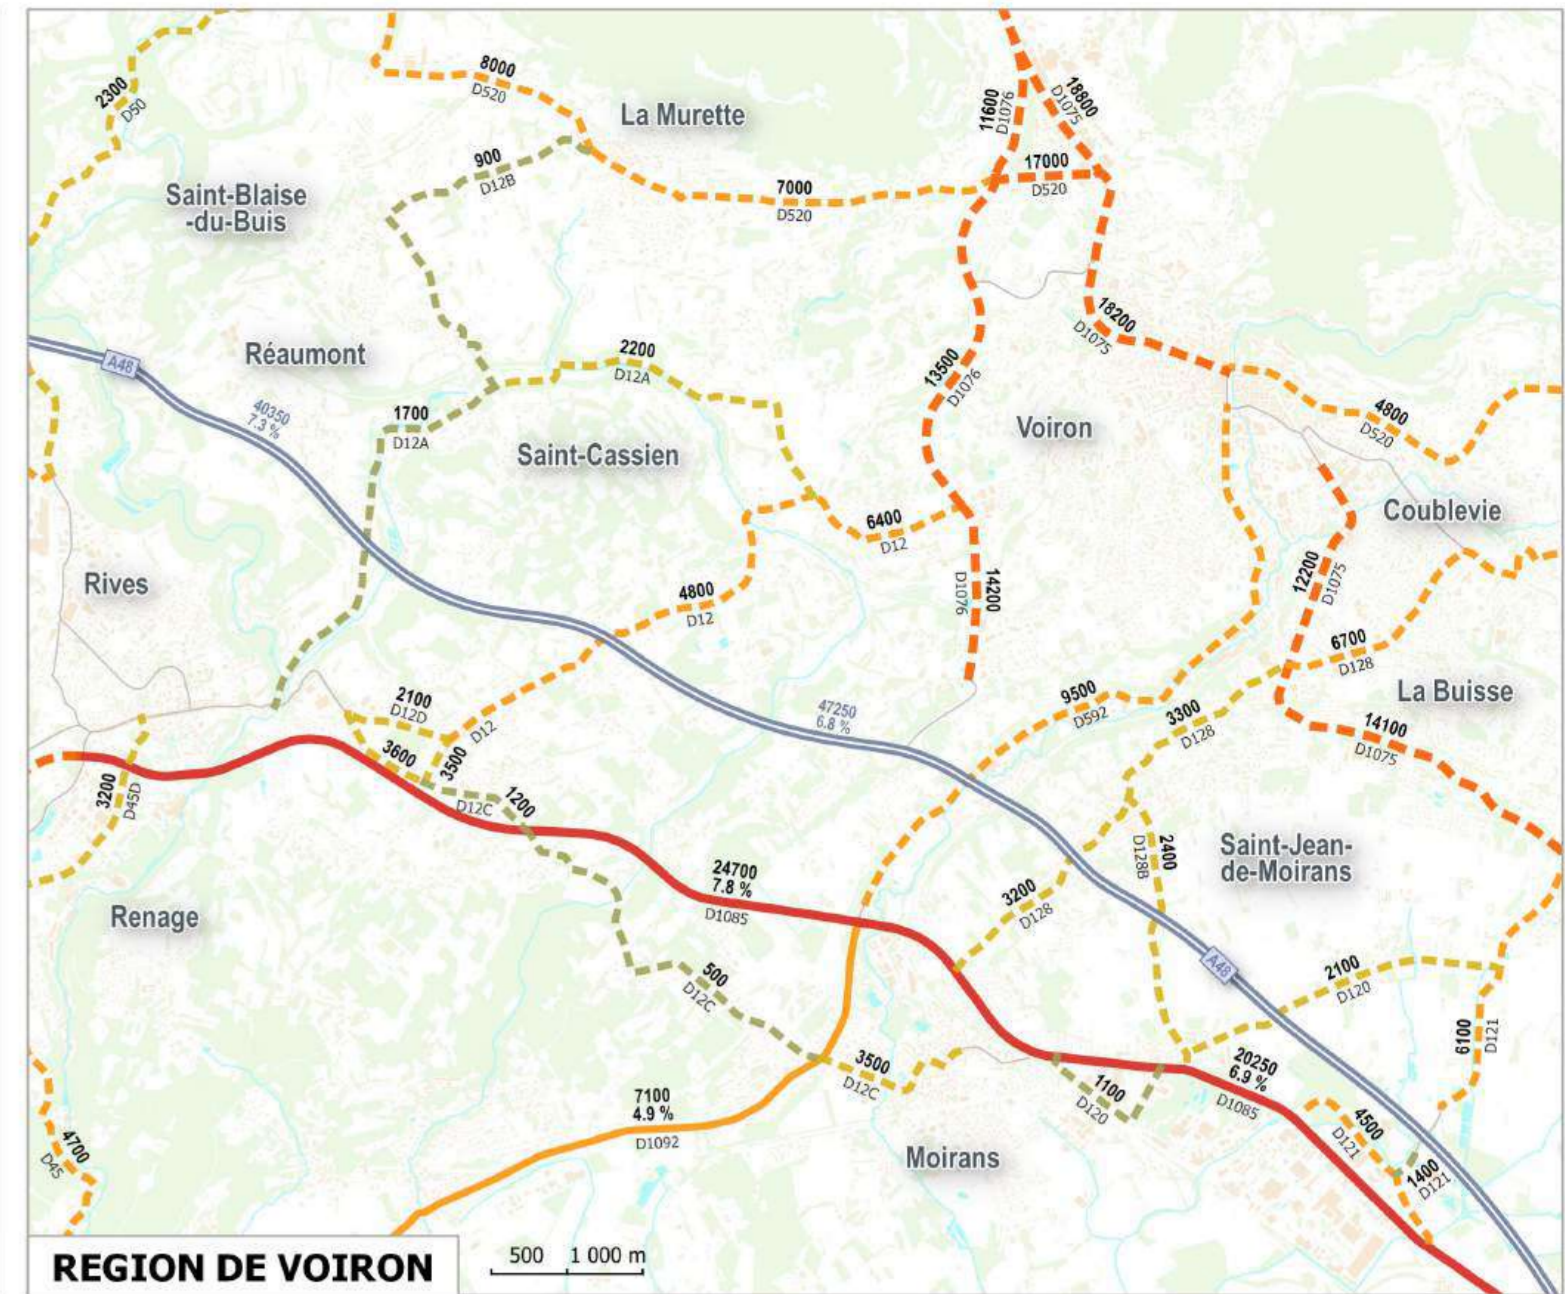 8000
D520
2300
D50
La Murette
11600
D1076
18800
D1075
900
D12B
17000
D520
7000
D520
Saint-Blaise
-du-Buis
A48
Réaumont
2200
D12A
18200
D1075
40350
7.3 %
1700
D12A
13500
D1076
4800
D520
Voiron
Saint-Cassien
Coublevie
6400
D12
Rives
4800
D12
14200
D1076
12200
D1075
6700
D128
La Buisse
2100
D12D
D12
47250
6.8 %
9500
D592
3300
D128
14100
D1075
3600
3500
3200
D45D
D12C
1200
2400
D128B
Saint-Jean-
de-Moirans
24700
7.8 %
D1085
3200
D128
Renage
500
D12C
A48
2100
D120
6100
D121
3500
D12C
20250
6.9 %
D1085
1100
D120
7100
4.9 %
D1092
4500
D121
1400
D121
4700
D45
Moirans
REGION DE VOIRON
500 1 000 m